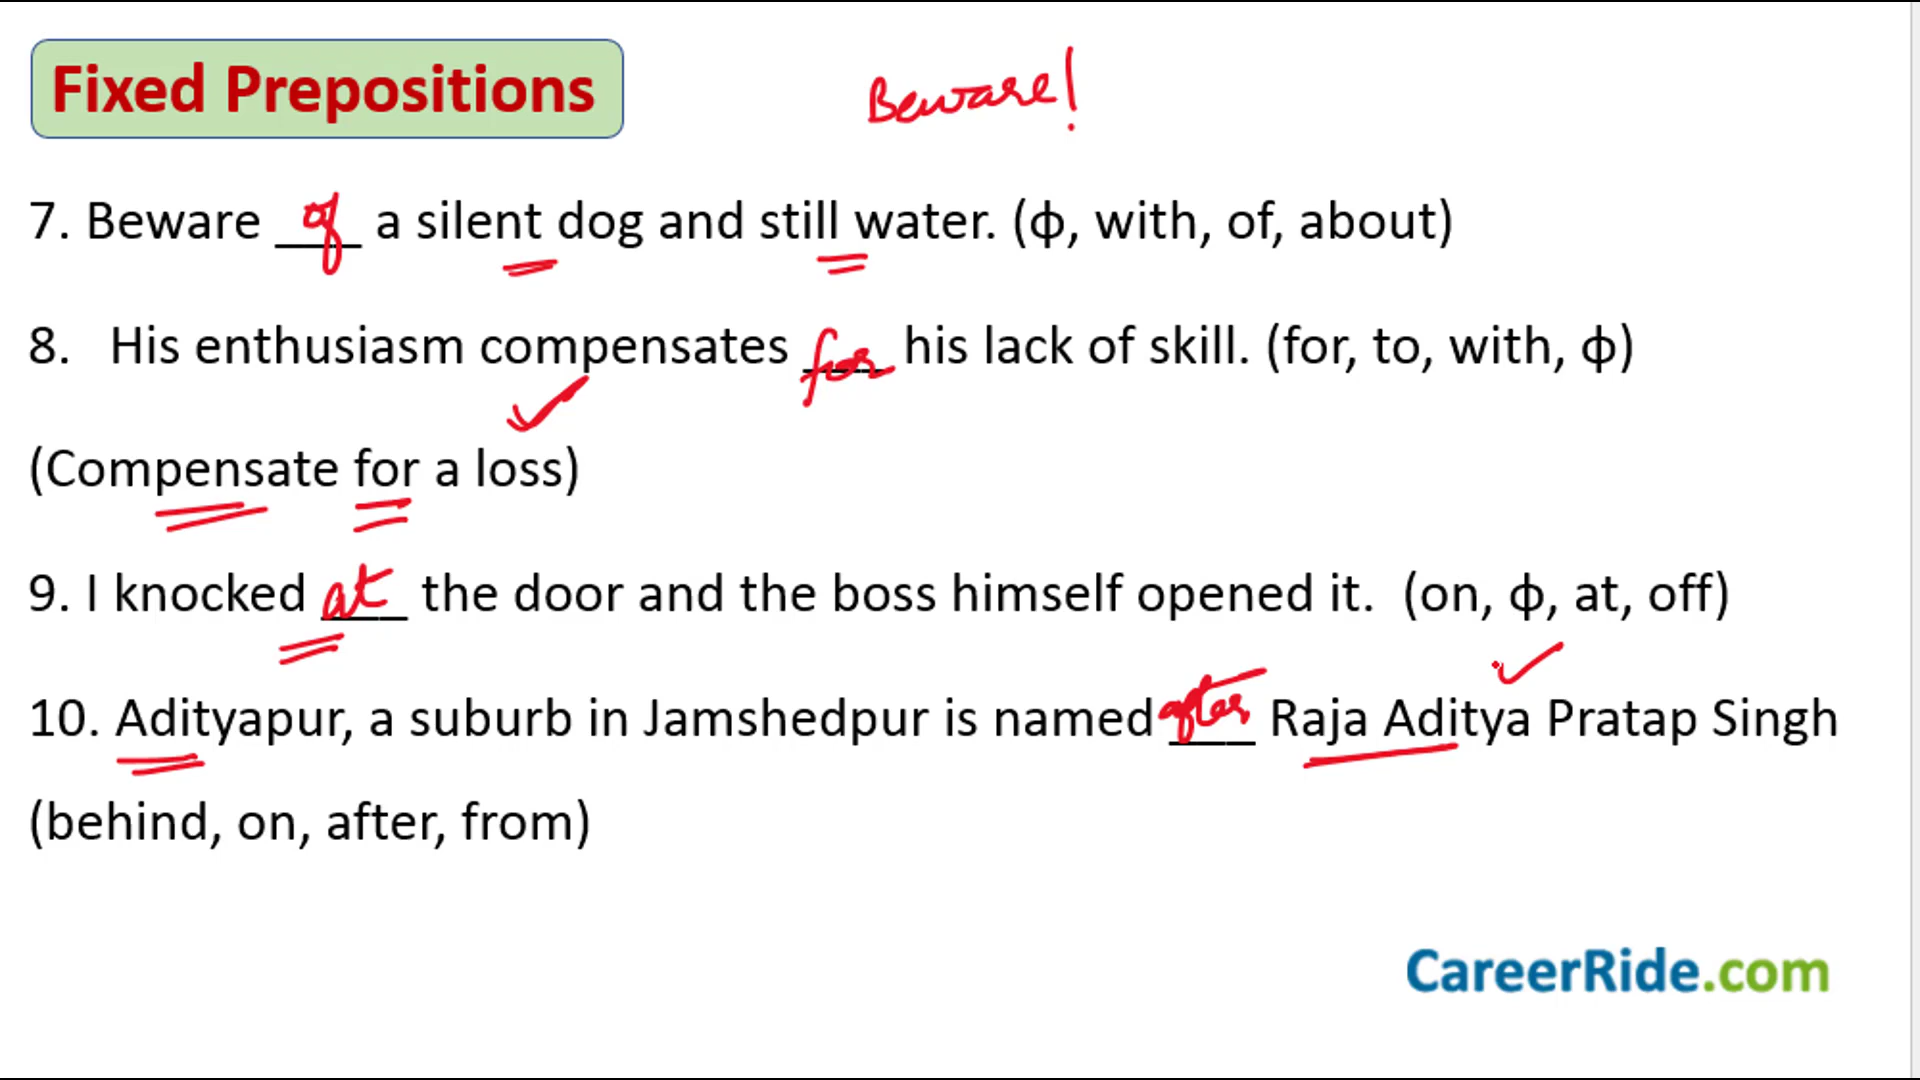 Fixed Prepositions
Beware!
7. Beware of a silent dog and still water. (ф, with, of, about)
8. His enthusiasm compensates for his lack of skill. (for, to, with, ф)
(Compensate for a loss)
9. I knocked at the door and the boss himself opened it. (on, ф, at, off)
10. Adityapur, a suburb in Jamshedpur is named after Raja Aditya Pratap Singh
(behind, on, after, from)
CareerRide.com